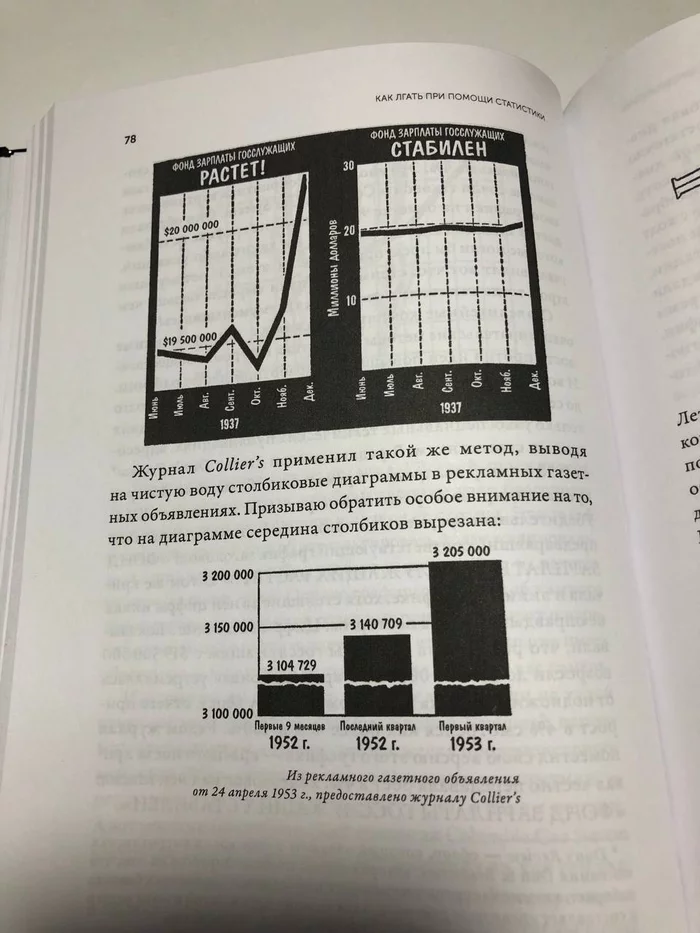 КАК ЛГАТЬ ПРИ ПОМОЩИ СТАТИСТИКИ
78
ФОНД ЗАРПЛАТЫ ГОССЛУЖАЩИХ
РАСТЕТ!
$20 000 000
$19 500 000
Июнь
Июль
Авг.
Сент.
Окт.
Нояб.
Дек.
1937
ФОНД ЗАРПЛАТЫ ГОССЛУЖАЩИХ
СТАБИЛЕН
Миллионы долларов
30
20
10
Июнь
Июль
Авг.
Сент.
Окт.
Нояб.
Дек.
1937
Журнал Collier's применил такой же метод, выводя
на чистую воду столбиковые диаграммы в рекламных газет-
ных объявлениях. Призываю обратить особое внимание на то,
что на диаграмме середина столбиков вырезана:
3 205 000
3 200 000
3 150 000
3 140 709
3 104 729
3 100 000
Первые 9 месяцев
1952 г.
Последний квартал
1952 г.
Первый квартал
1953 г.
Из рекламного газетного объявления
от 24 апреля 1953 г., предоставлено журналу Collier's